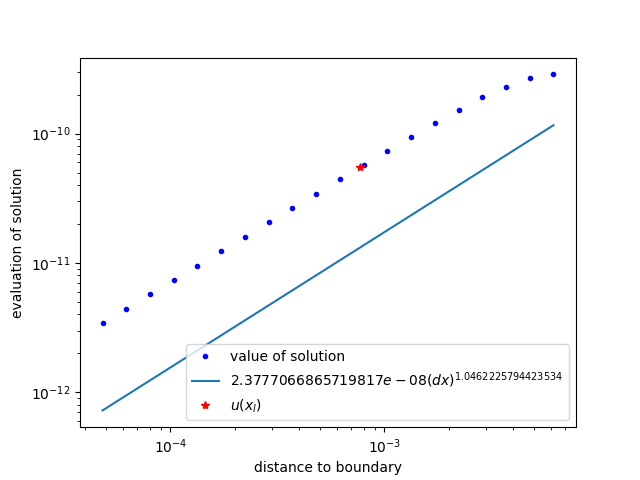 10⁻¹⁰
10⁻¹¹
10⁻¹²
evaluation of solution
value of solution
2.3777066865719817e − 08(dx)^1.0462225794423534
u(x_l)
10⁻⁴
10⁻³
distance to boundary